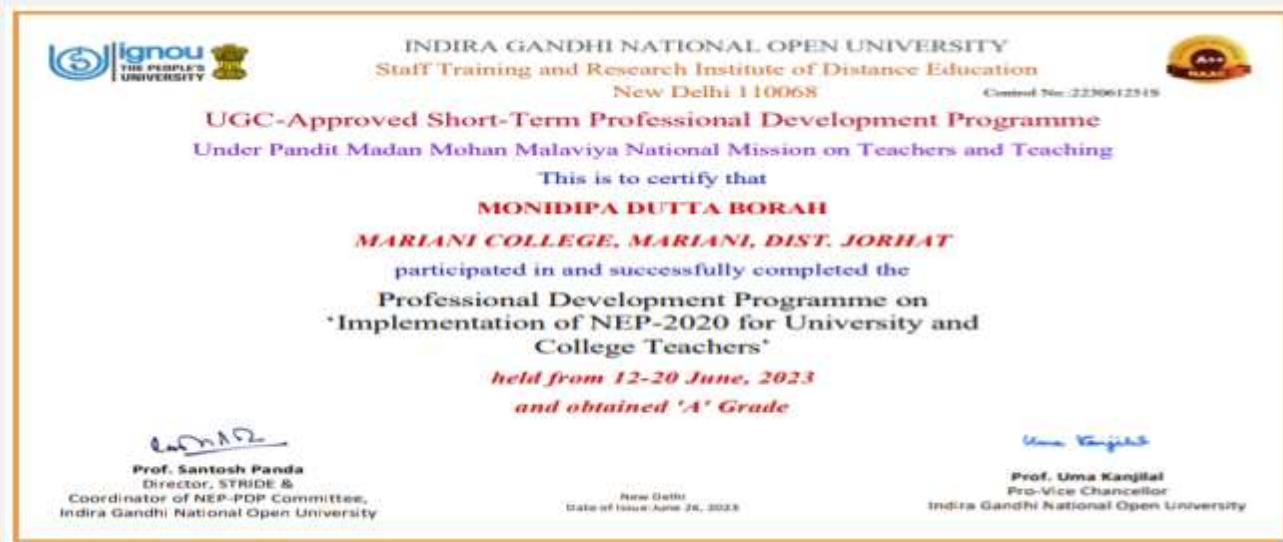 ignou
THE PEOPLE'S
UNIVERSITY
INDIRA GANDHI NATIONAL OPEN UNIVERSITY
Staff Training and Research Institute of Distance Education
New Delhi 110068
A++
NAAC
Control No:
UGC-Approved Short-Term Professional Development Programme
Under Pandit Madan Mohan Malaviya National Mission on Teachers and Teaching
This is to certify that
MONIDIPA DUTTA BORAH
MARIANI COLLEGE, MARIANI, DIST. JORHAT
participated in and successfully completed the
Professional Development Programme on
‘Implementation of NEP-2020 for University and
College Teachers’
held from 12-20 June, 2023
and obtained 'A' Grade
Prof. Santosh Panda
Director, STRIDE &
Coordinator of NEP-PDP Committee,
Indira Gandhi National Open University
New Delhi
Date of Issue: June 2023
Uma Kanjilal
Prof. Uma Kanjilal
Pro-Vice Chancellor
Indira Gandhi National Open University